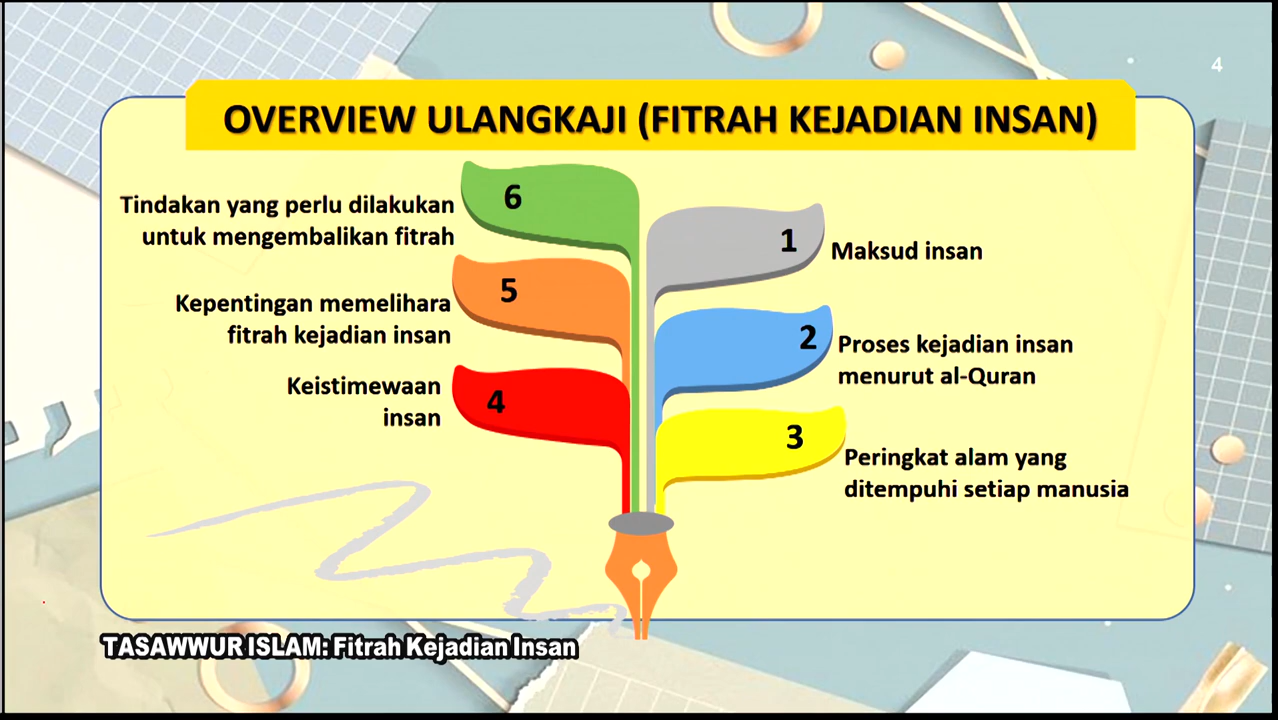 4
OVERVIEW ULANGKAJI (FITRAH KEJADIAN INSAN)
1
Maksud insan
2
Proses kejadian insan
menurut al-Quran
3
Peringkat alam yang
ditempuhi setiap manusia
4
Keistimewaan
insan
5
Kepentingan memelihara
fitrah kejadian insan
6
Tindakan yang perlu dilakukan
untuk mengembalikan fitrah
TASAWWUR ISLAM: Fitrah Kejadian Insan